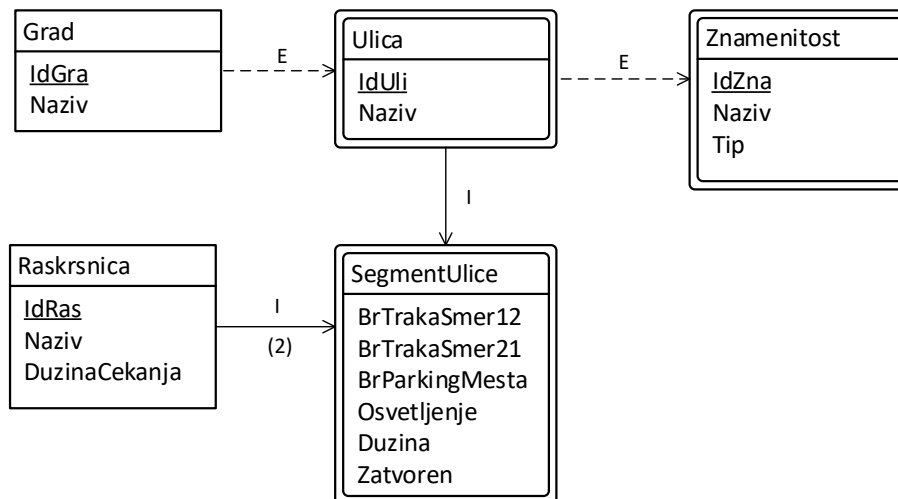 Grad
IdGra
Naziv
E
Ulica
IdUli
Naziv
E
Znamenitost
IdZna
Naziv
Tip
I
Raskrsnica
IdRas
Naziv
DuzinaCekanja
I
(2)
SegmentUlice
BrTrakaSmer12
BrTrakaSmer21
BrParkingMesta
Osvetljenje
Duzina
Zatvoren